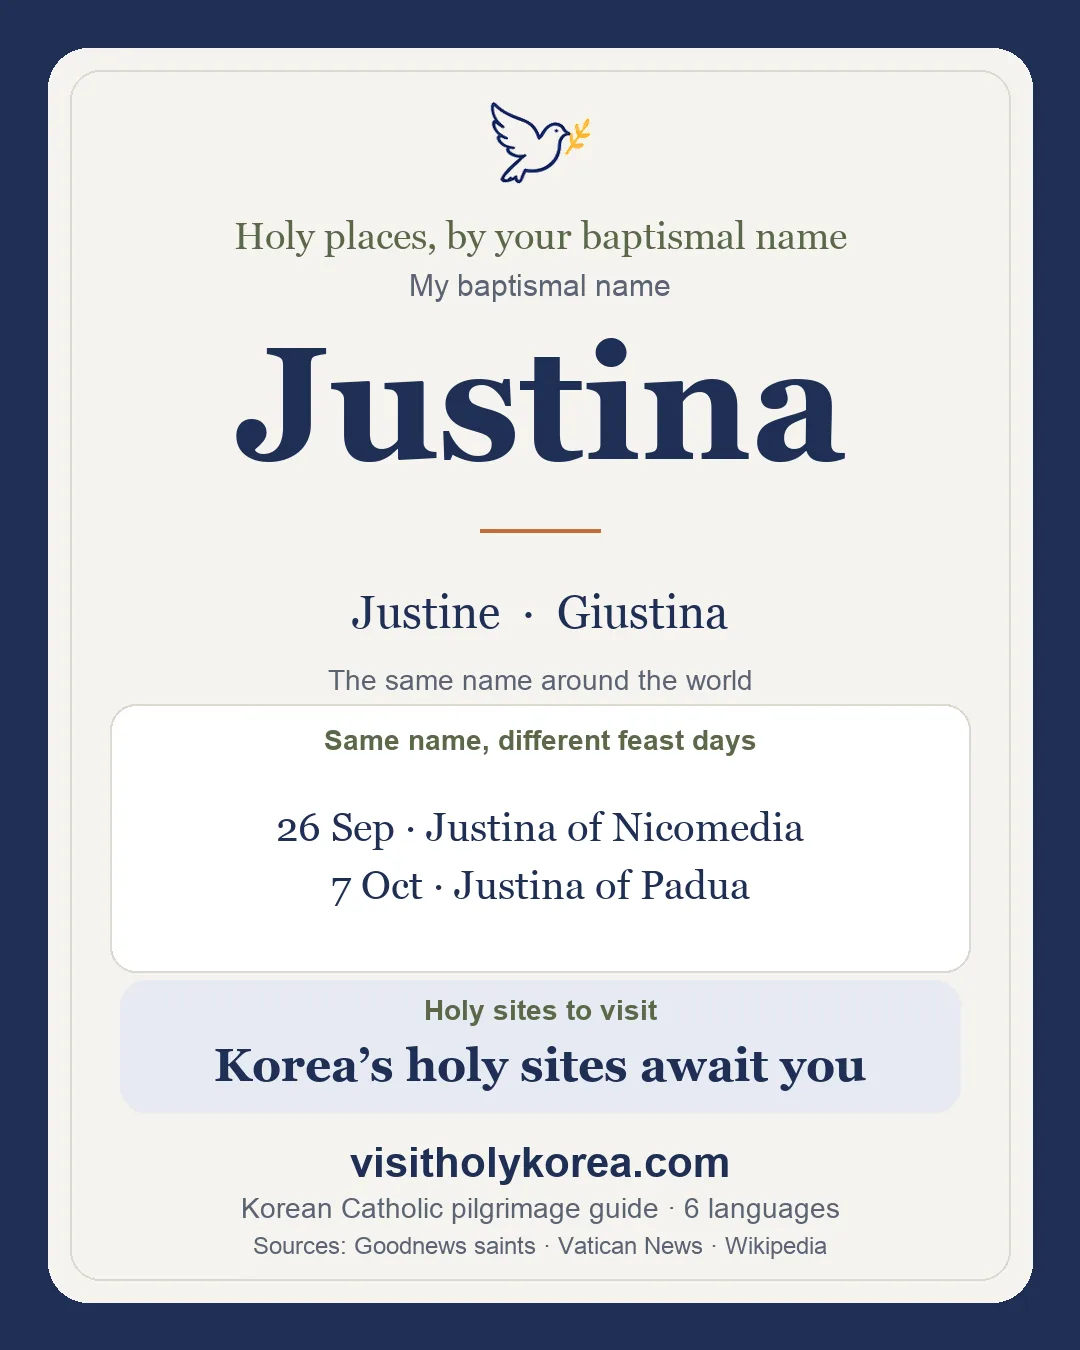 Holy places, by your baptismal name
My baptismal name
Justina
Justine · Giustina
The same name around the world
Same name, different feast days
26 Sep · Justina of Nicomedia
7 Oct · Justina of Padua
Holy sites to visit
Korea’s holy sites await you
visitholykorea.com
Korean Catholic pilgrimage guide · 6 languages
Sources: Goodnews saints · Vatican News · Wikipedia